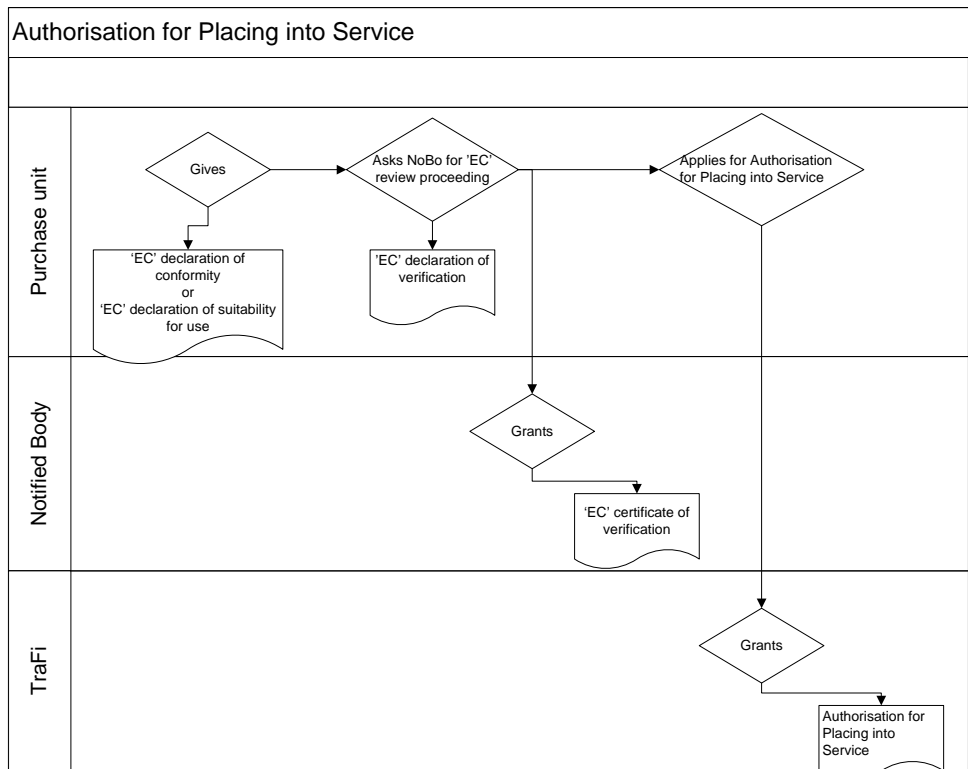 Authorisation for Placing into Service
Purchase unit
Gives
Asks NoBo for 'EC'
review proceeding
Applies for Authorisation
for Placing into Service
‘EC’ declaration of
conformity
or
‘EC’ declaration of suitability
for use
’EC’ declaration of
verification
Notified Body
Grants
‘EC’ certificate of
verification
TraFi
Grants
Authorisation for
Placing into
Service